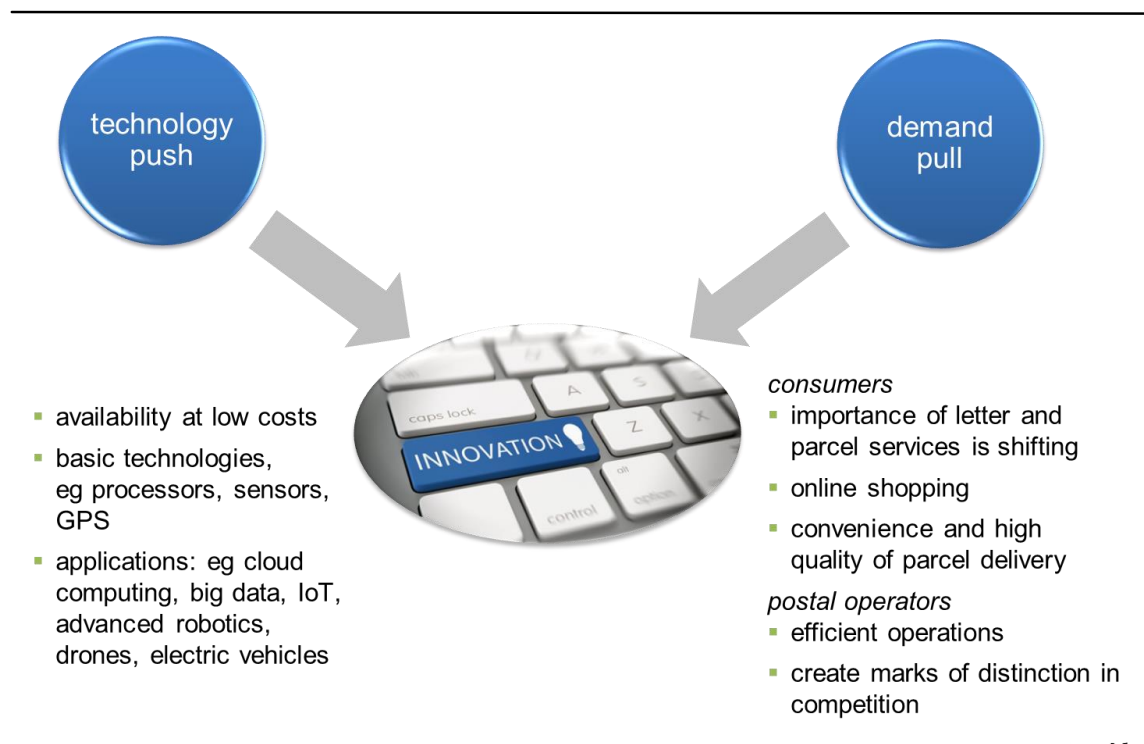 technology
push
demand
pull
caps lock
A
S
Z
X
INNOVATION
control
alt
option
▪ availability at low costs
▪ basic technologies,
eg processors, sensors,
GPS
▪ applications: eg cloud
computing, big data, IoT,
advanced robotics,
drones, electric vehicles
consumers
▪ importance of letter and
parcel services is shifting
▪ online shopping
▪ convenience and high
quality of parcel delivery
postal operators
▪ efficient operations
▪ create marks of distinction in
competition